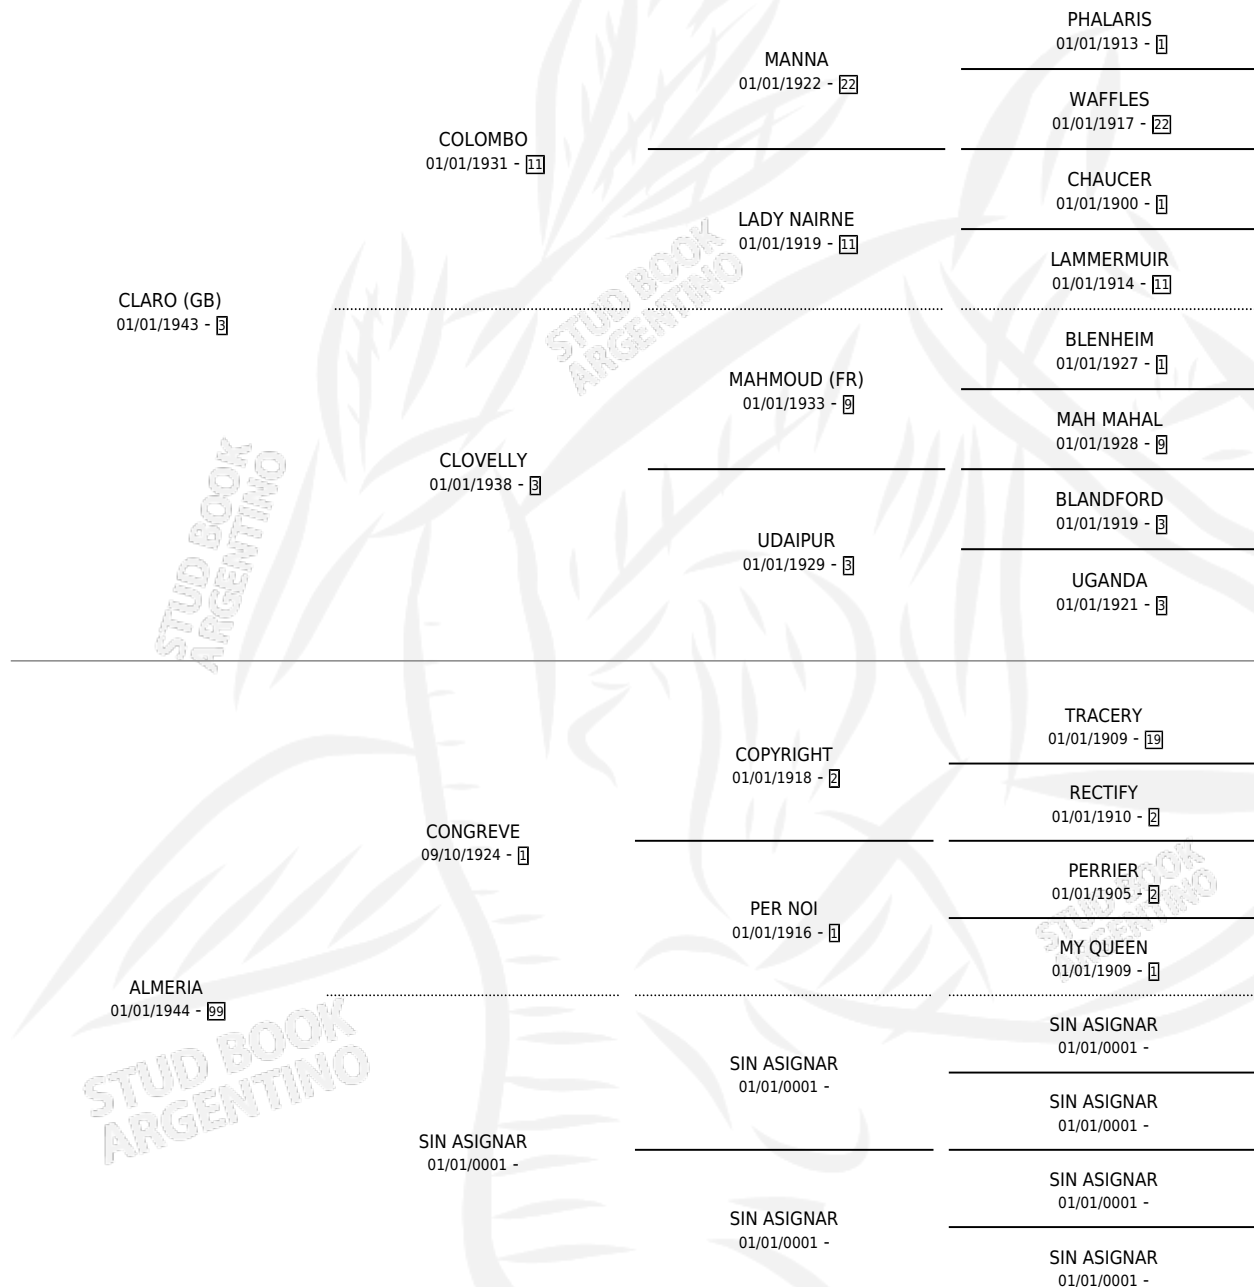 PHALARIS
01/01/1913 - 1
MANNA
01/01/1922 - 22
WAFFLES
01/01/1917 - 22
COLOMBO
01/01/1931 - 11
CHAUCER
01/01/1900 - 1
LADY NAIRNE
01/01/1919 - 11
LAMMERMUIR
01/01/1914 - 11
CLARO (GB)
01/01/1943 - 3
BLENHEIM
01/01/1927 - 1
MAHMOUD (FR)
01/01/1933 - 9
MAH MAHAL
01/01/1928 - 9
CLOVELLY
01/01/1938 - 3
BLANDFORD
01/01/1919 - 3
UDAIPUR
01/01/1929 - 3
UGANDA
01/01/1921 - 3
TRACERY
01/01/1909 - 19
COPYRIGHT
01/01/1918 - 2
RECTIFY
01/01/1910 - 2
CONGREVE
09/10/1924 - 1
PERRIER
01/01/1905 - 2
PER NOI
01/01/1916 - 1
MY QUEEN
01/01/1909 - 1
ALMERIA
01/01/1944 - 99
SIN ASIGNAR
01/01/0001 -
SIN ASIGNAR
01/01/0001 -
SIN ASIGNAR
01/01/0001 -
SIN ASIGNAR
01/01/0001 -
SIN ASIGNAR
01/01/0001 -
SIN ASIGNAR
01/01/0001 -
SIN ASIGNAR
01/01/0001 -
STUD BOOK
ARGENTINO
STUD BOOK
ARGENTINO
STUD BOOK
ARGENTINO
STUD BOOK
ARGENTINO